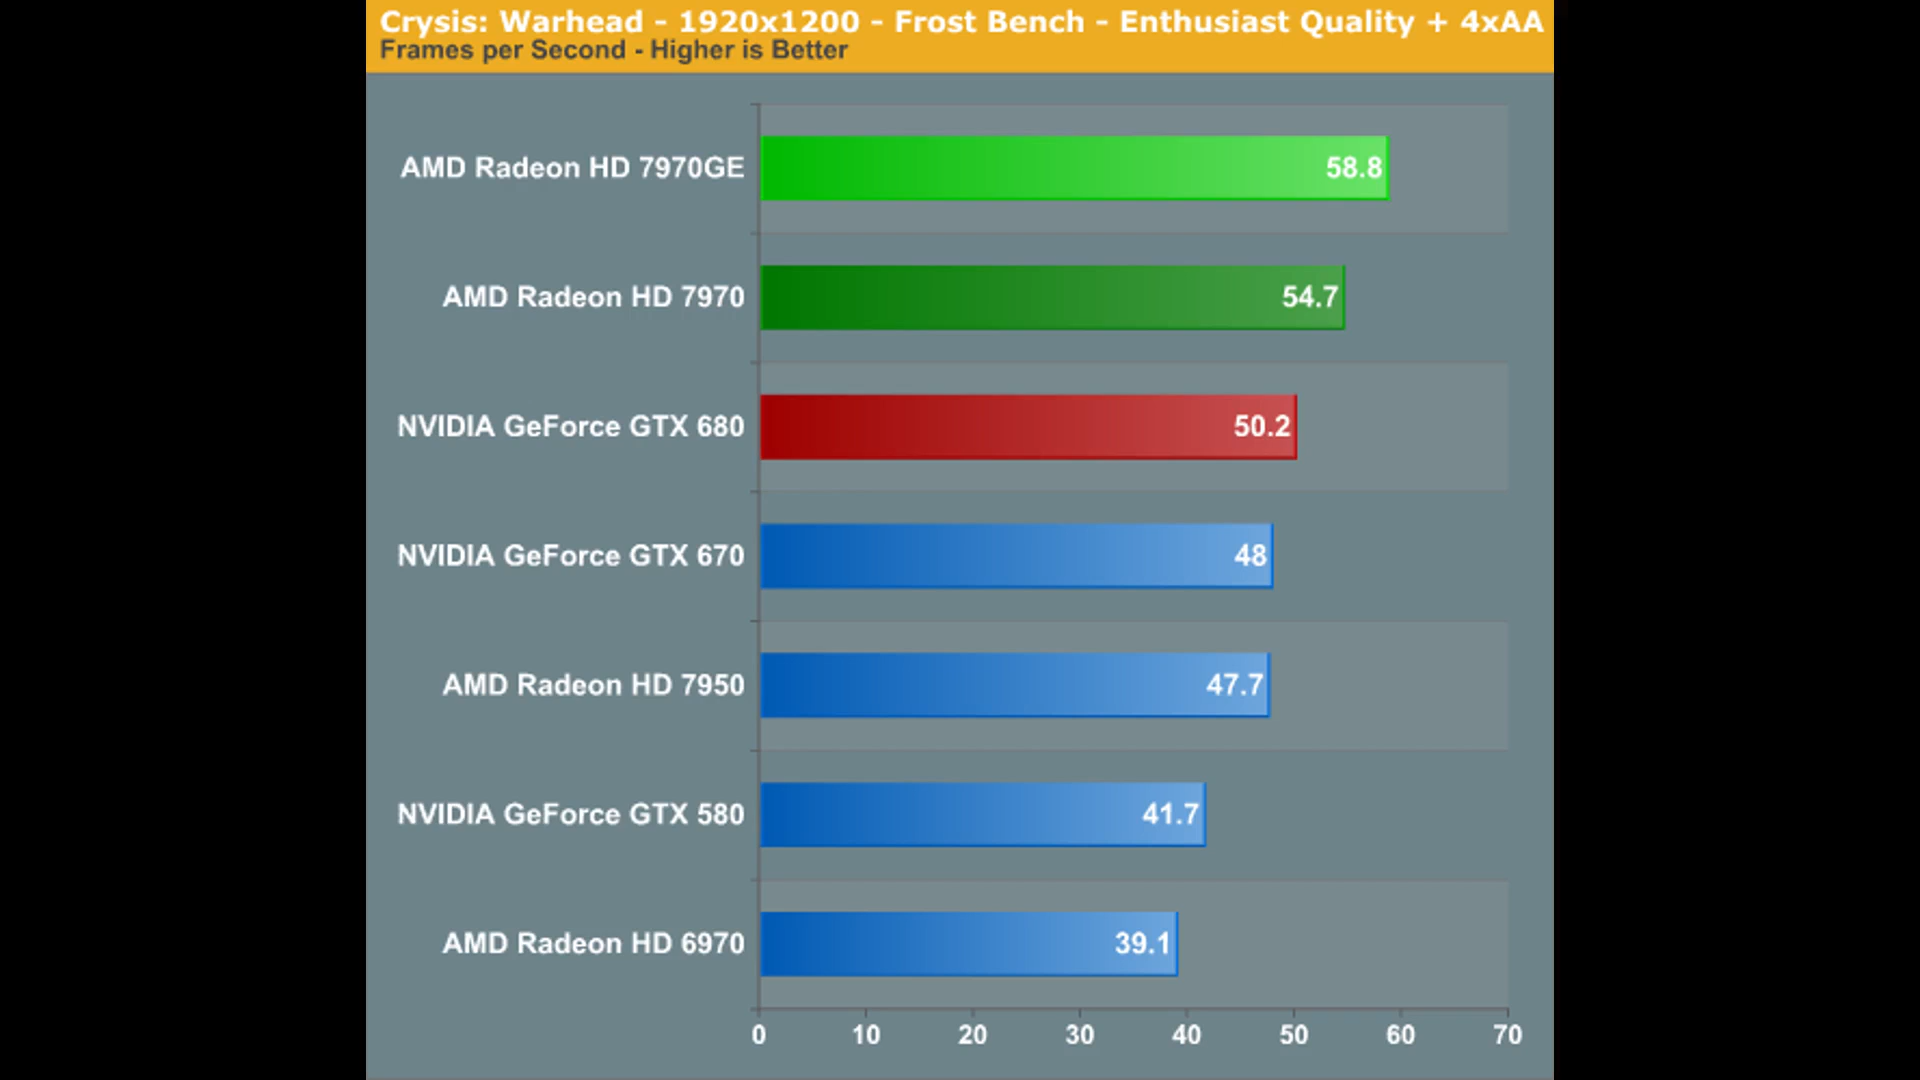 Crysis: Warhead - 1920x1200 - Frost Bench - Enthusiast Quality + 4xAA
Frames per Second - Higher is Better
AMD Radeon HD 7970GE 58.8
AMD Radeon HD 7970 54.7
NVIDIA GeForce GTX 680 50.2
NVIDIA GeForce GTX 670 48
AMD Radeon HD 7950 47.7
NVIDIA GeForce GTX 580 41.7
AMD Radeon HD 6970 39.1
0 10 20 30 40 50 60 70